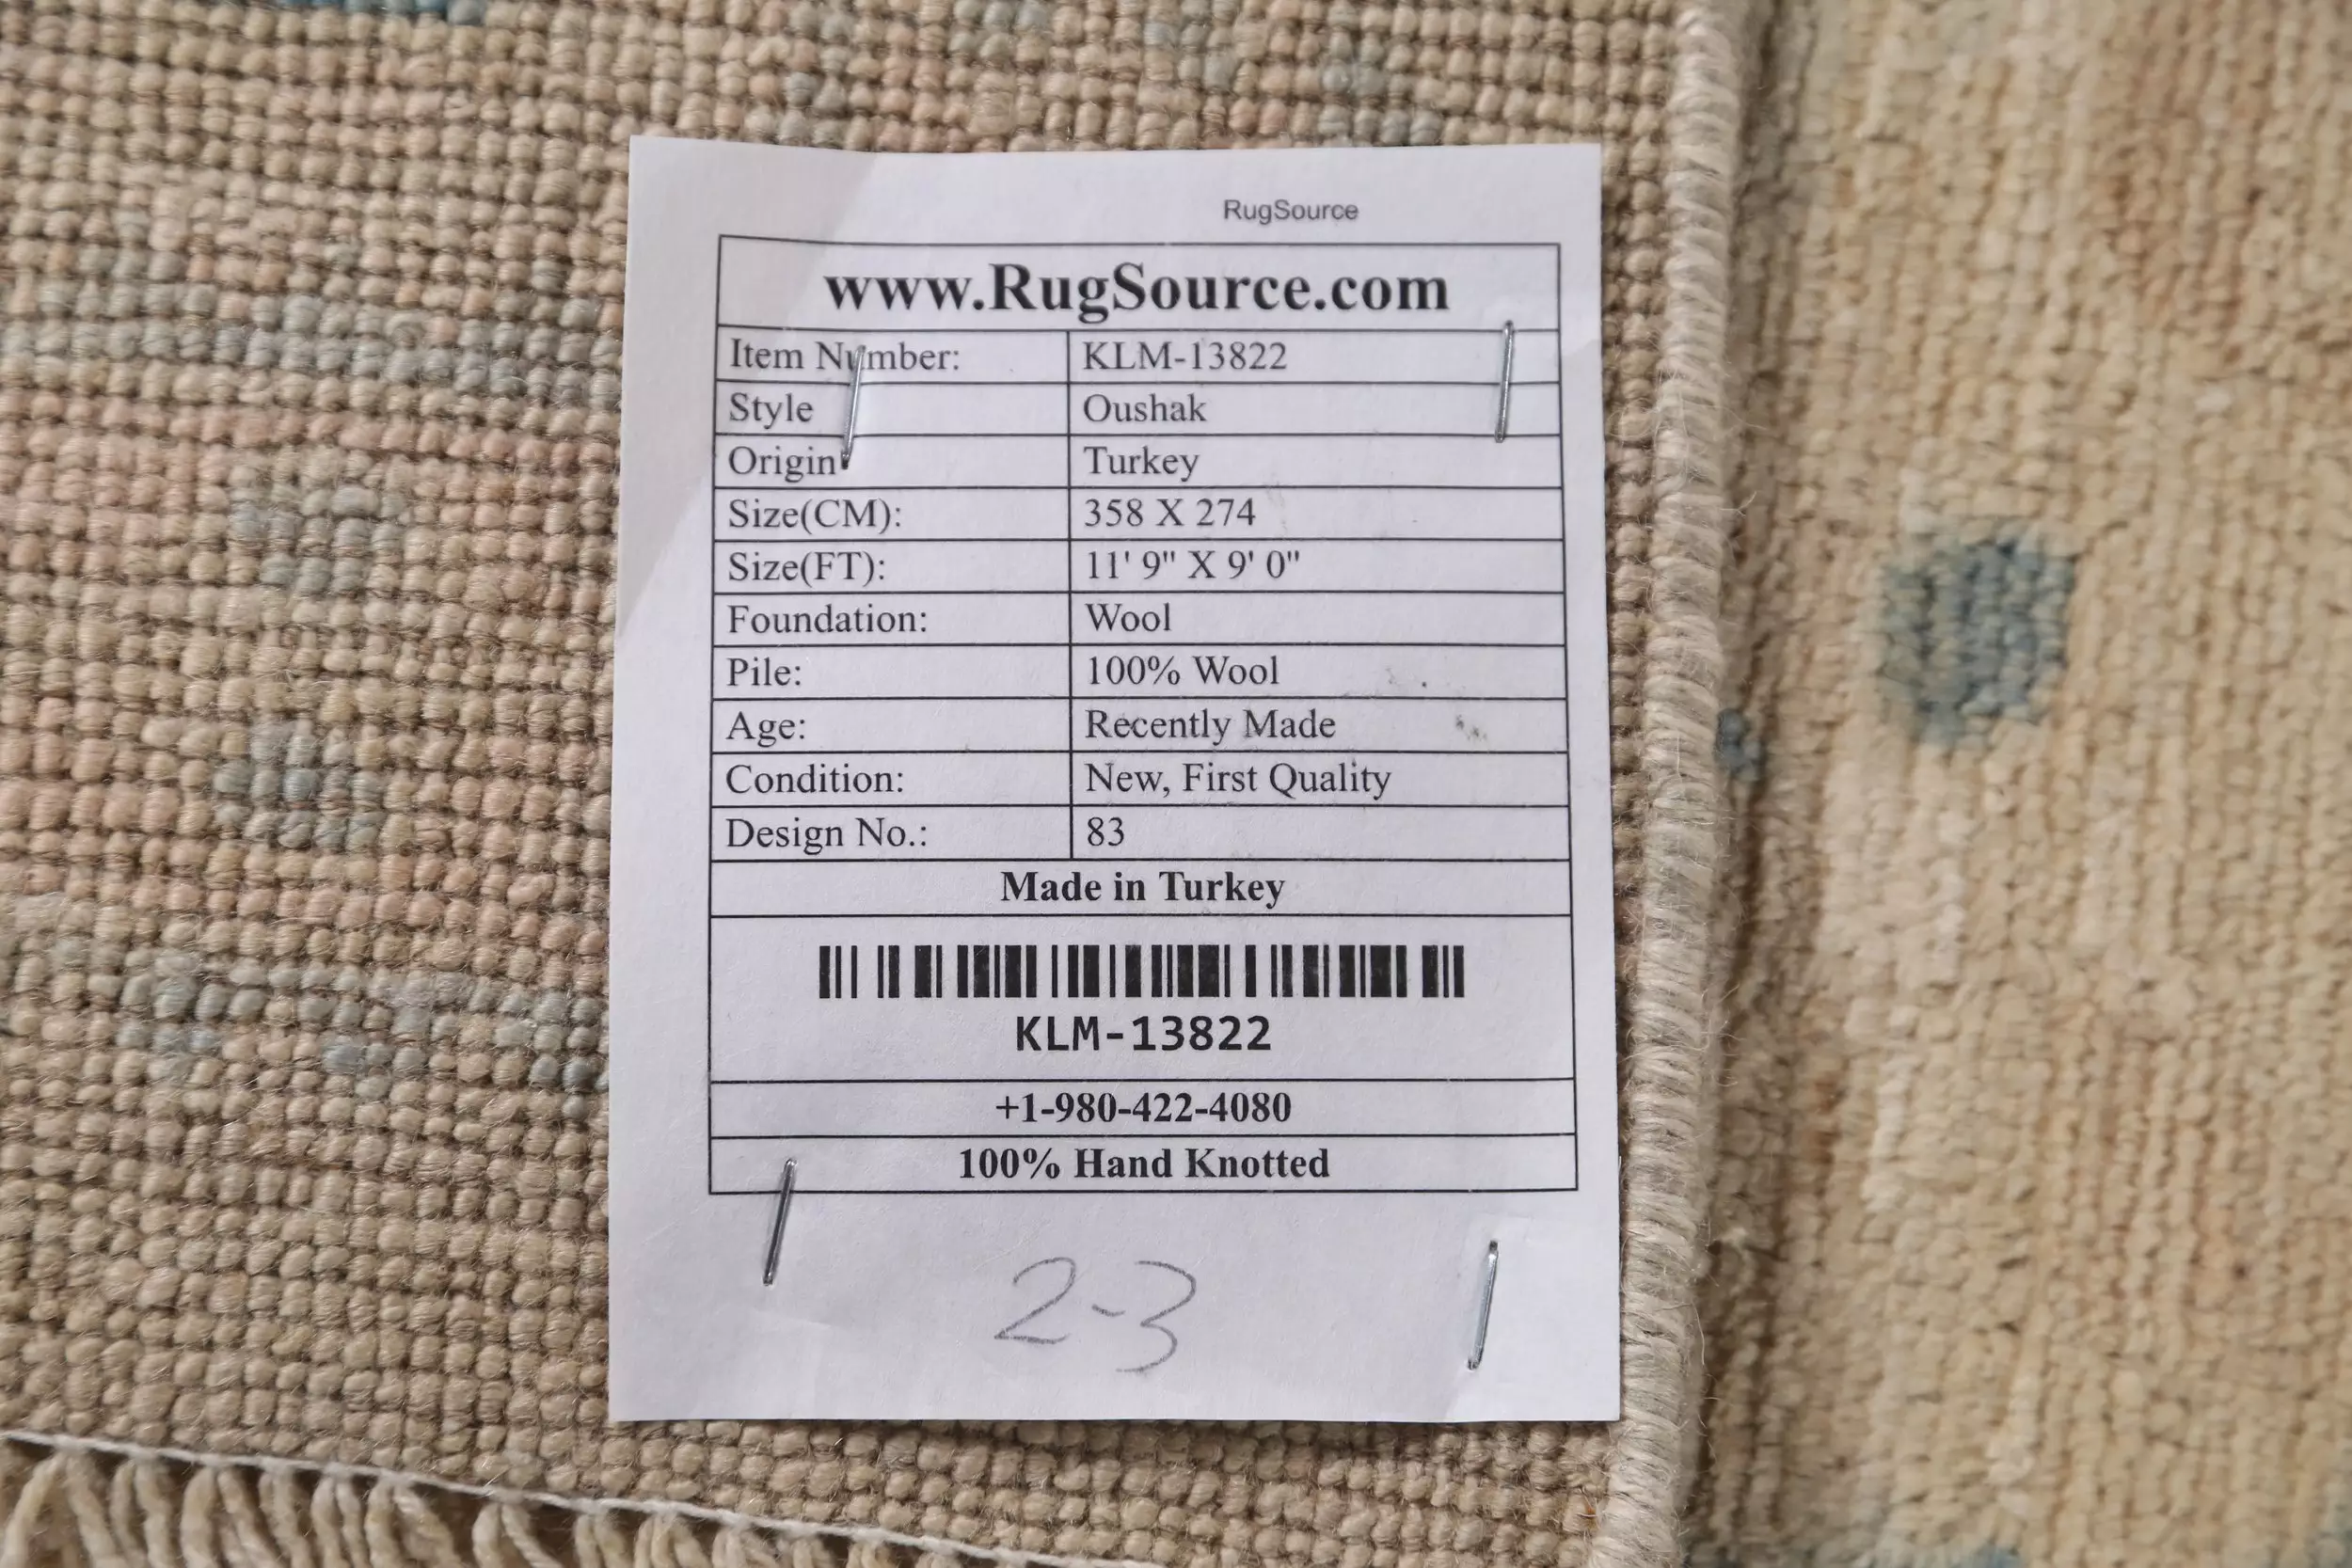 RugSource
www.RugSource.com
Item Number: KLM-13822
Style Oushak
Origin Turkey
Size(CM): 358 X 274
Size(FT): 11' 9" X 9' 0"
Foundation: Wool
Pile: 100% Wool
Age: Recently Made
Condition: New, First Quality
Design No.: 83
Made in Turkey
KLM-13822
+1-980-422-4080
100% Hand Knotted
2-3